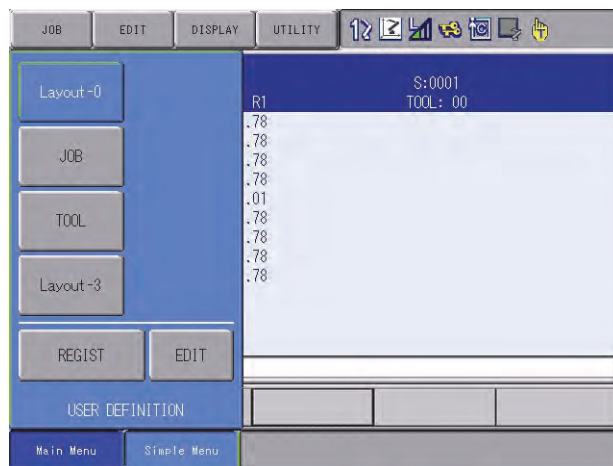 JOB EDIT DISPLAY UTILITY
Layout-0
JOB
TOOL
Layout-3
REGIST EDIT
USER DEFINITION
Main Menu Simple Menu
S:0001
R1 TOOL: 00
.78
.78
.78
.78
.01
.78
.78
.78
.78